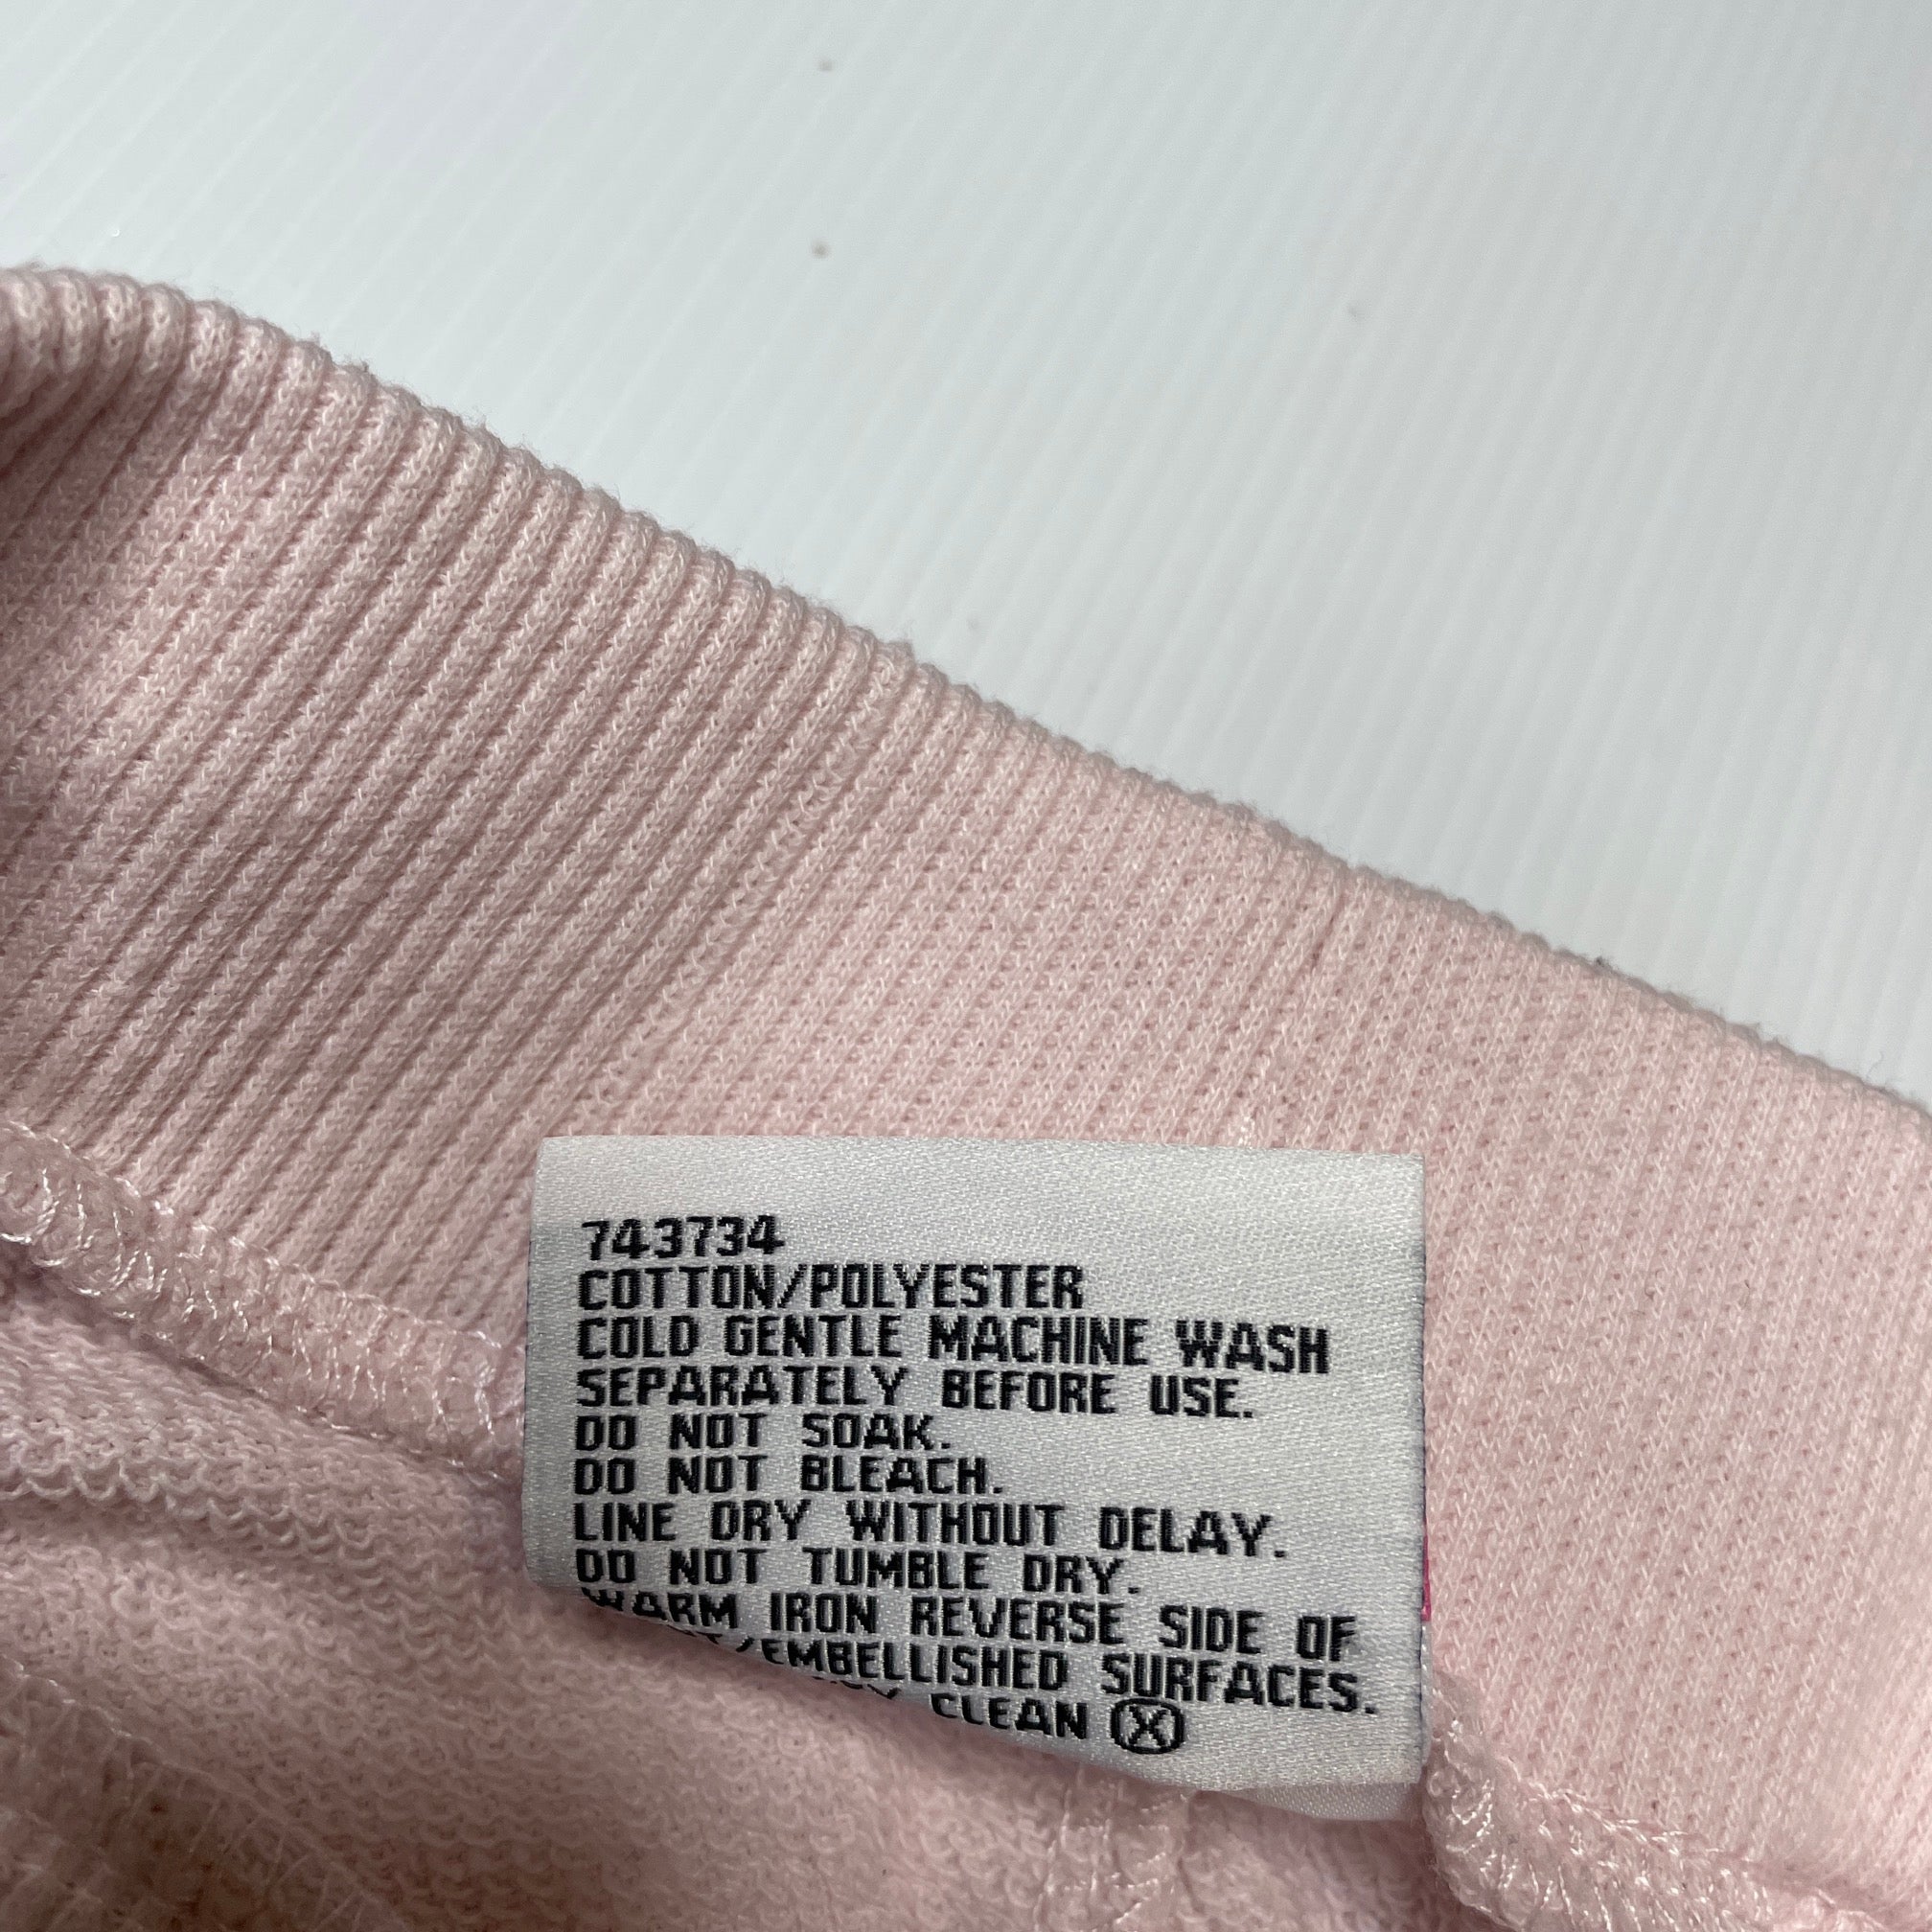 743734
COTTON/POLYESTER
COLD GENTLE MACHINE WASH
SEPARATELY BEFORE USE.
DO NOT SOAK.
DO NOT BLEACH.
LINE DRY WITHOUT DELAY.
DO NOT TUMBLE DRY.
WARM IRON REVERSE SIDE OF
/EMBELLISHED SURFACES.
CLEAN Ⓧ